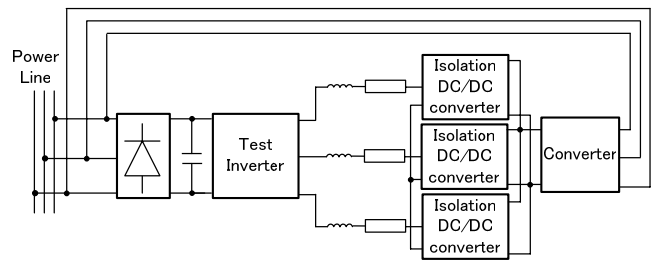 Power
Line
Test
Inverter
Isolation
DC/DC
converter
Isolation
DC/DC
converter
Isolation
DC/DC
converter
Converter